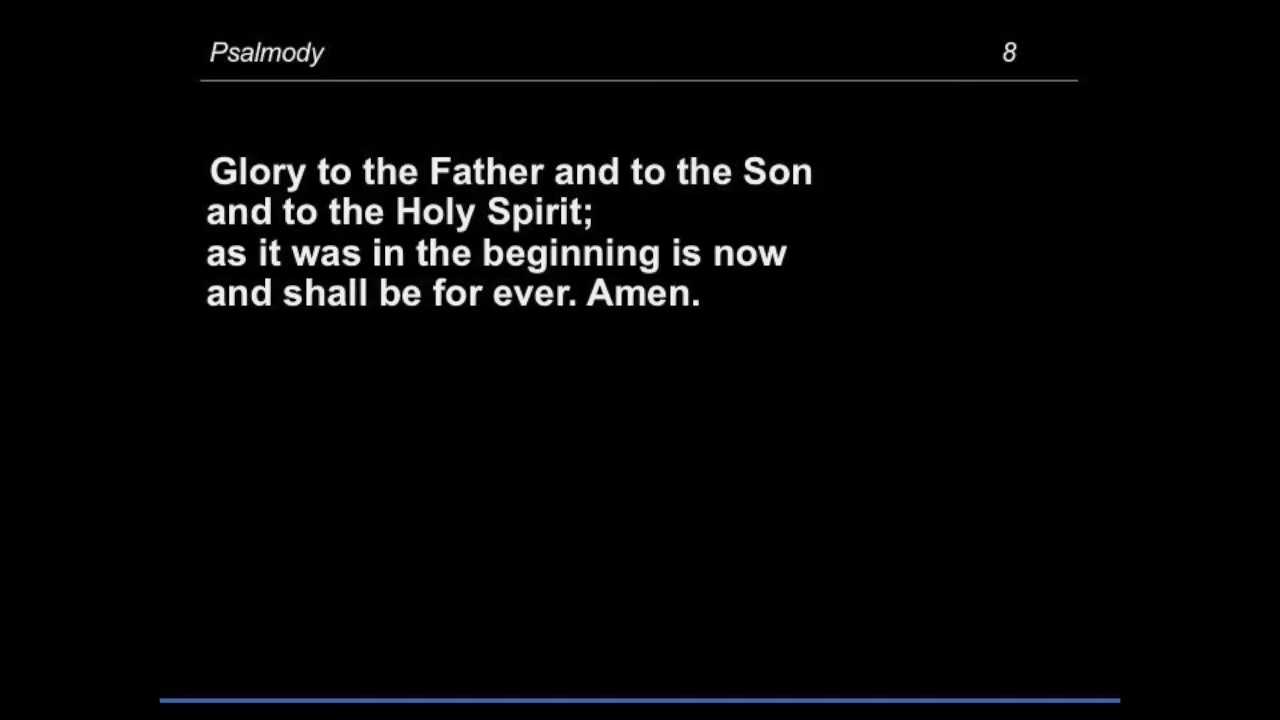 Psalmody 8
Glory to the Father and to the Son
and to the Holy Spirit;
as it was in the beginning is now
and shall be for ever. Amen.